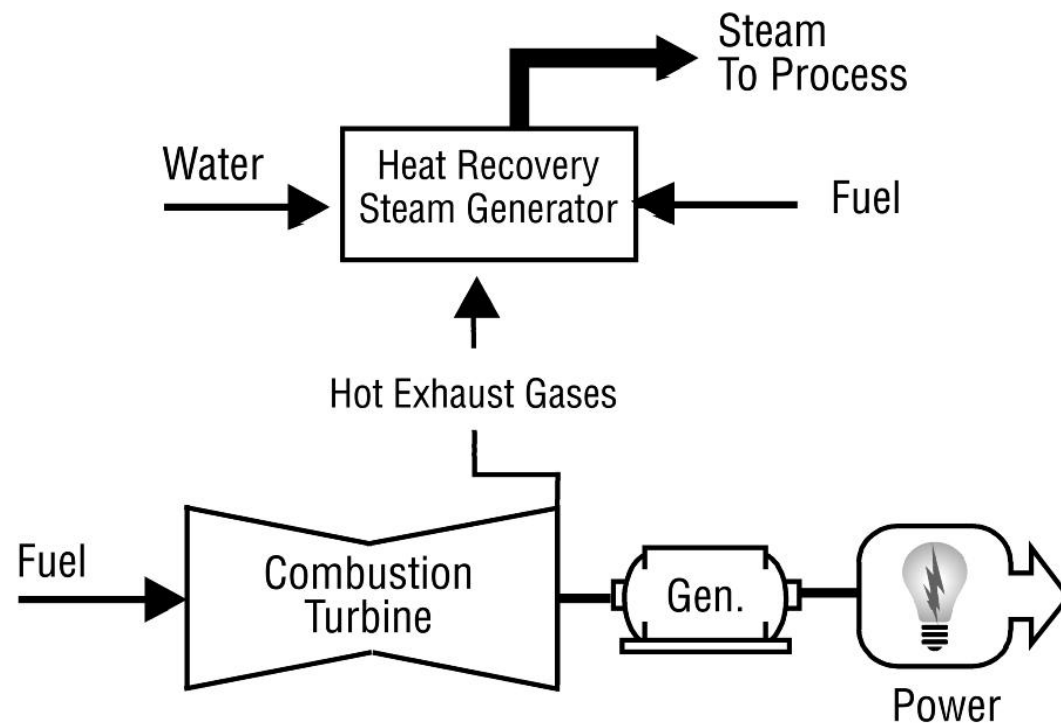 Steam
To Process
Water
Heat Recovery
Steam Generator
Fuel
Hot Exhaust Gases
Fuel
Combustion
Turbine
Gen.
Power